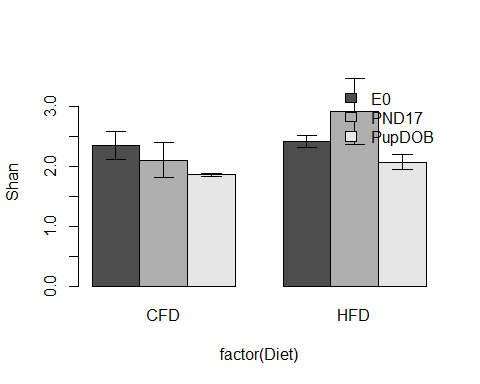 E0
PND17
PupDOB
3.0
2.0
1.0
0.0
Shan
CFD HFD
factor(Diet)